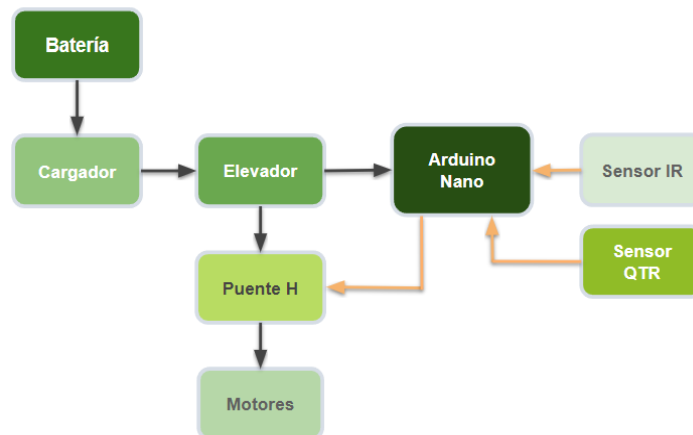 Batería
Cargador
Elevador
Arduino
Nano
Sensor IR
Sensor
QTR
Puente H
Motores